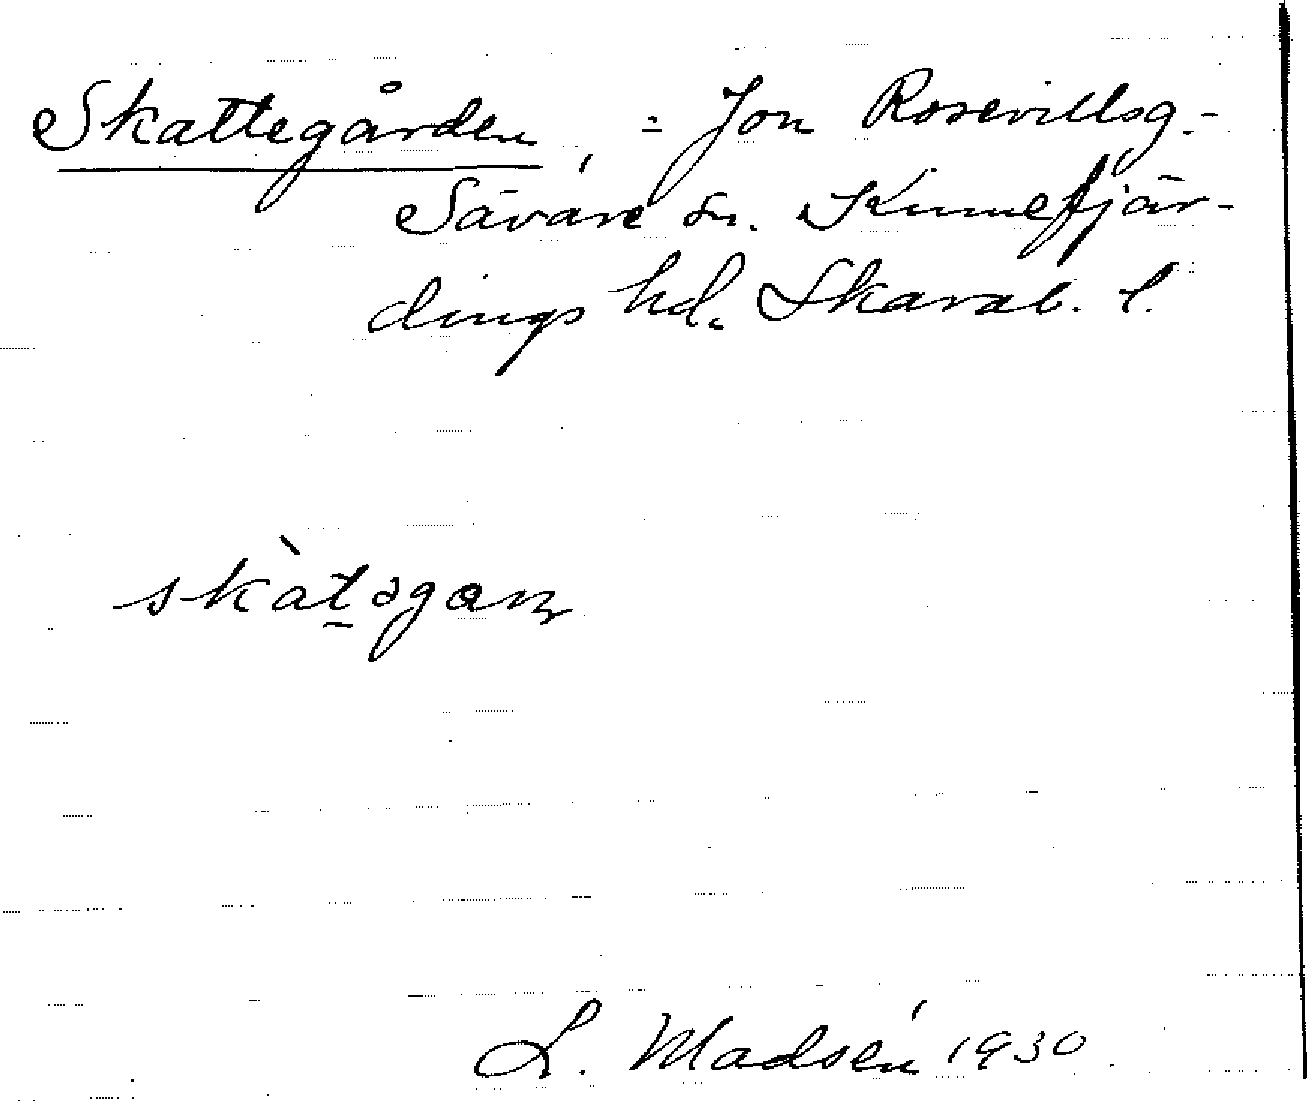 Skattegården, = Jon Rosevillsg.-
Säväre sn. Kinnefjär-
dings hd. Skarab. l.
skàtəgan
L. Madsén 1930